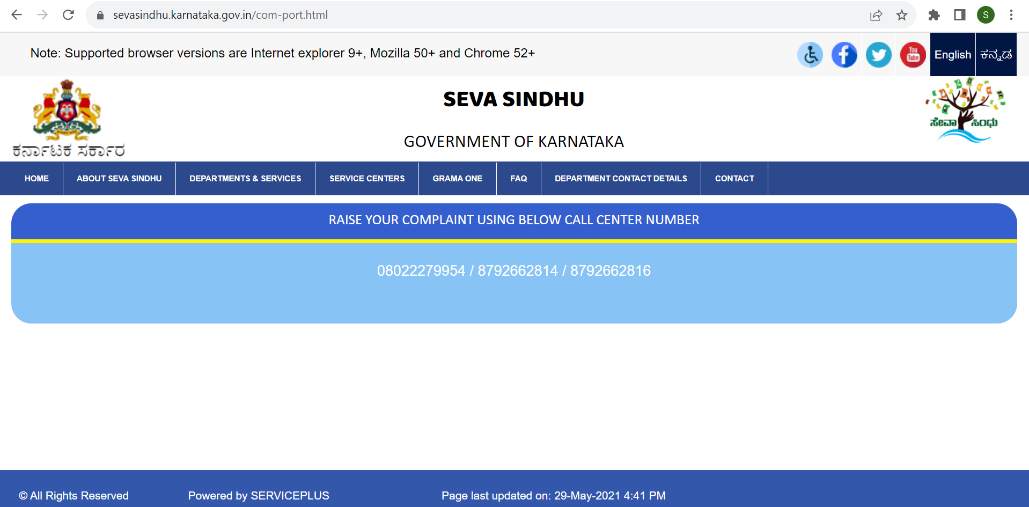 sevasindhu.karnataka.gov.in/com-port.html
S
Note: Supported browser versions are Internet explorer 9+, Mozilla 50+ and Chrome 52+
You
Tube
English
ಕನ್ನಡ
ಕರ್ನಾಟಕ ಸರ್ಕಾರ
SEVA SINDHU
GOVERNMENT OF KARNATAKA
ಸೇವಾ ಸಿಂಧು
HOME
ABOUT SEVA SINDHU
DEPARTMENTS & SERVICES
SERVICE CENTERS
GRAMA ONE
FAQ
DEPARTMENT CONTACT DETAILS
CONTACT
RAISE YOUR COMPLAINT USING BELOW CALL CENTER NUMBER
08022279954 / 8792662814 / 8792662816
© All Rights Reserved
Powered by SERVICEPLUS
Page last updated on: 29-May-2021 4:41 PM